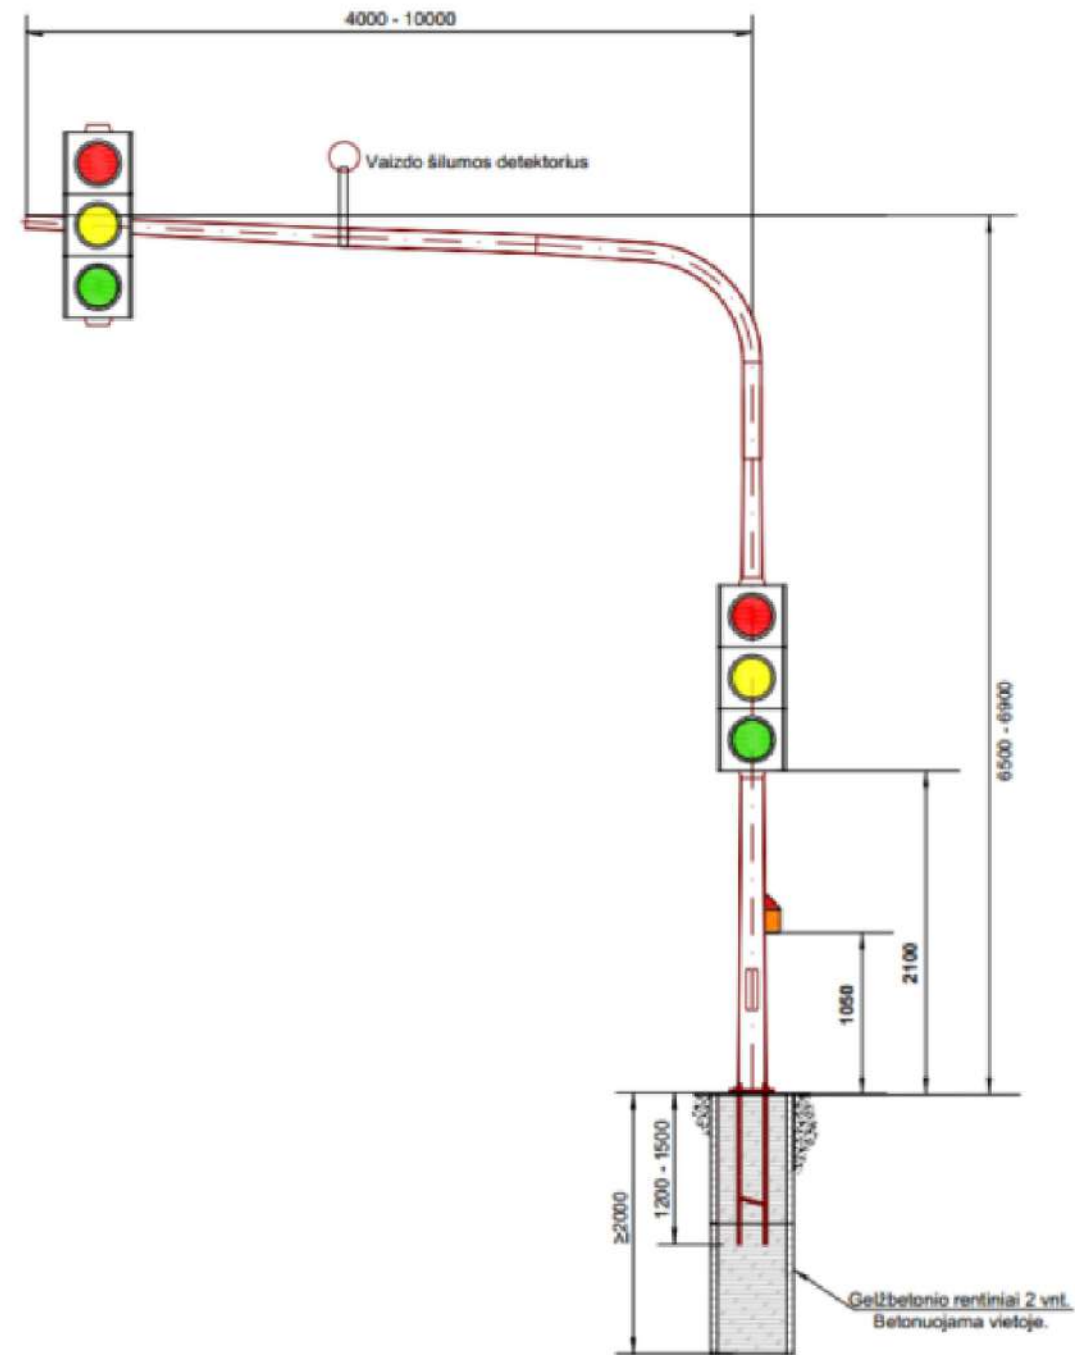 4000 - 10000
Vaizdo šilumos detektorius
6500 - 6900
2100
1050
1200 - 1500
≥2000
Gelžbetonio rentiniai 2 vnt.
Betonuojama vietoje.